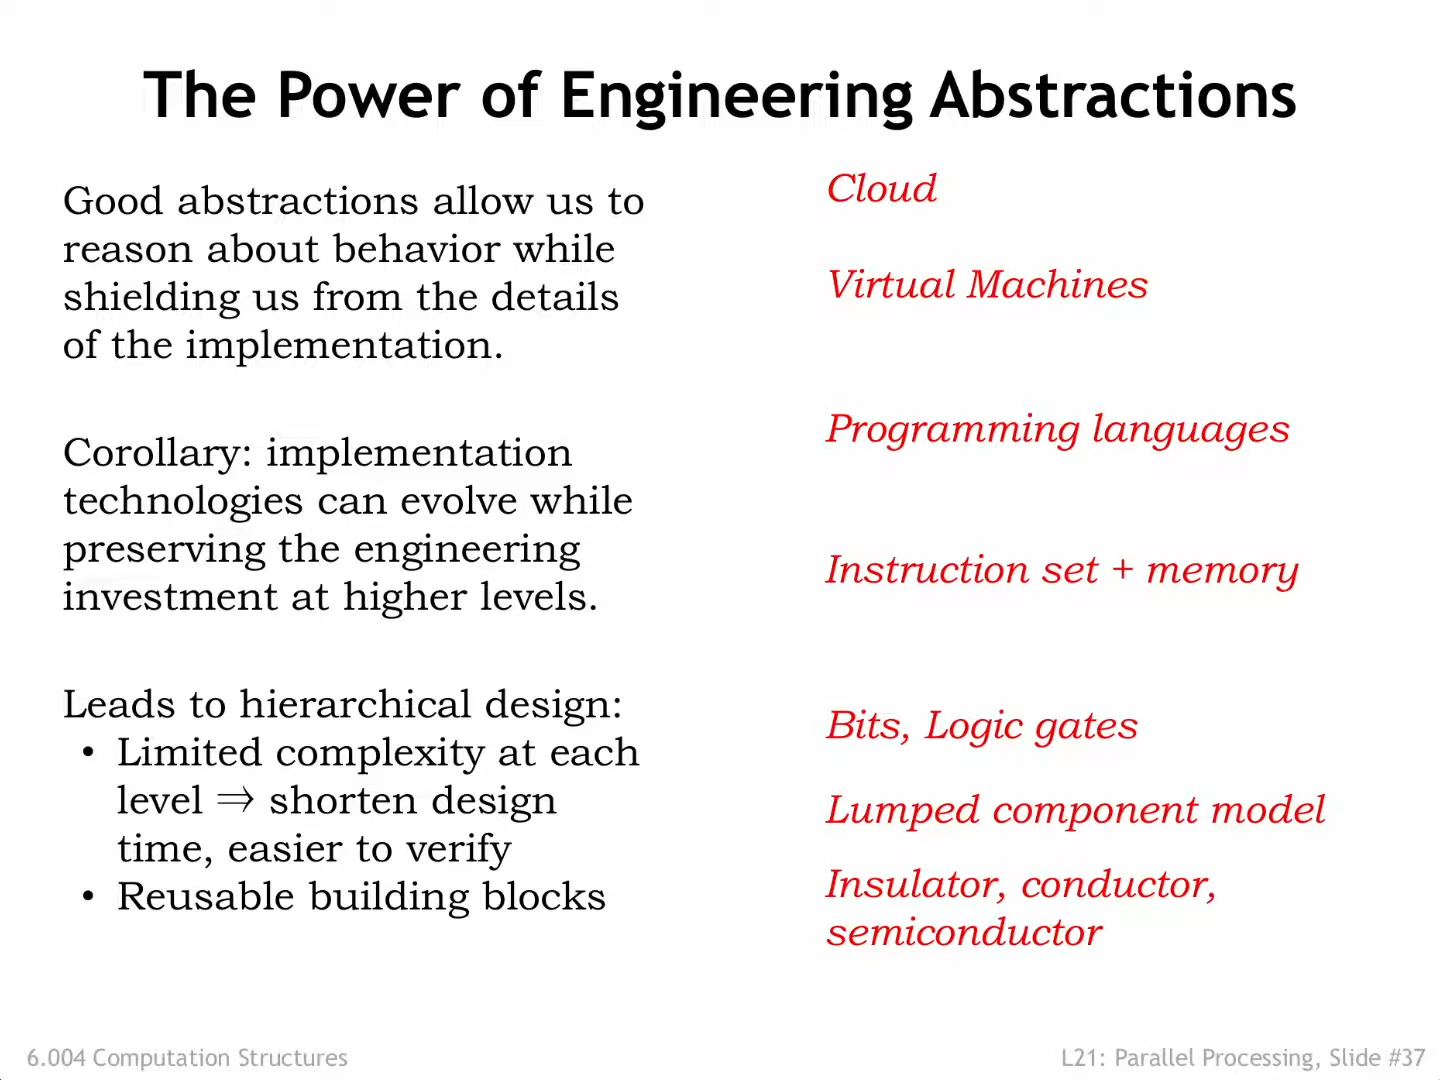 The Power of Engineering Abstractions
Good abstractions allow us to
reason about behavior while
shielding us from the details
of the implementation.
Corollary: implementation
technologies can evolve while
preserving the engineering
investment at higher levels.
Leads to hierarchical design:
• Limited complexity at each
level ⇒ shorten design
time, easier to verify
• Reusable building blocks
Cloud
Virtual Machines
Programming languages
Instruction set + memory
Bits, Logic gates
Lumped component model
Insulator, conductor,
semiconductor
6.004 Computation Structures
L21: Parallel Processing, Slide #37